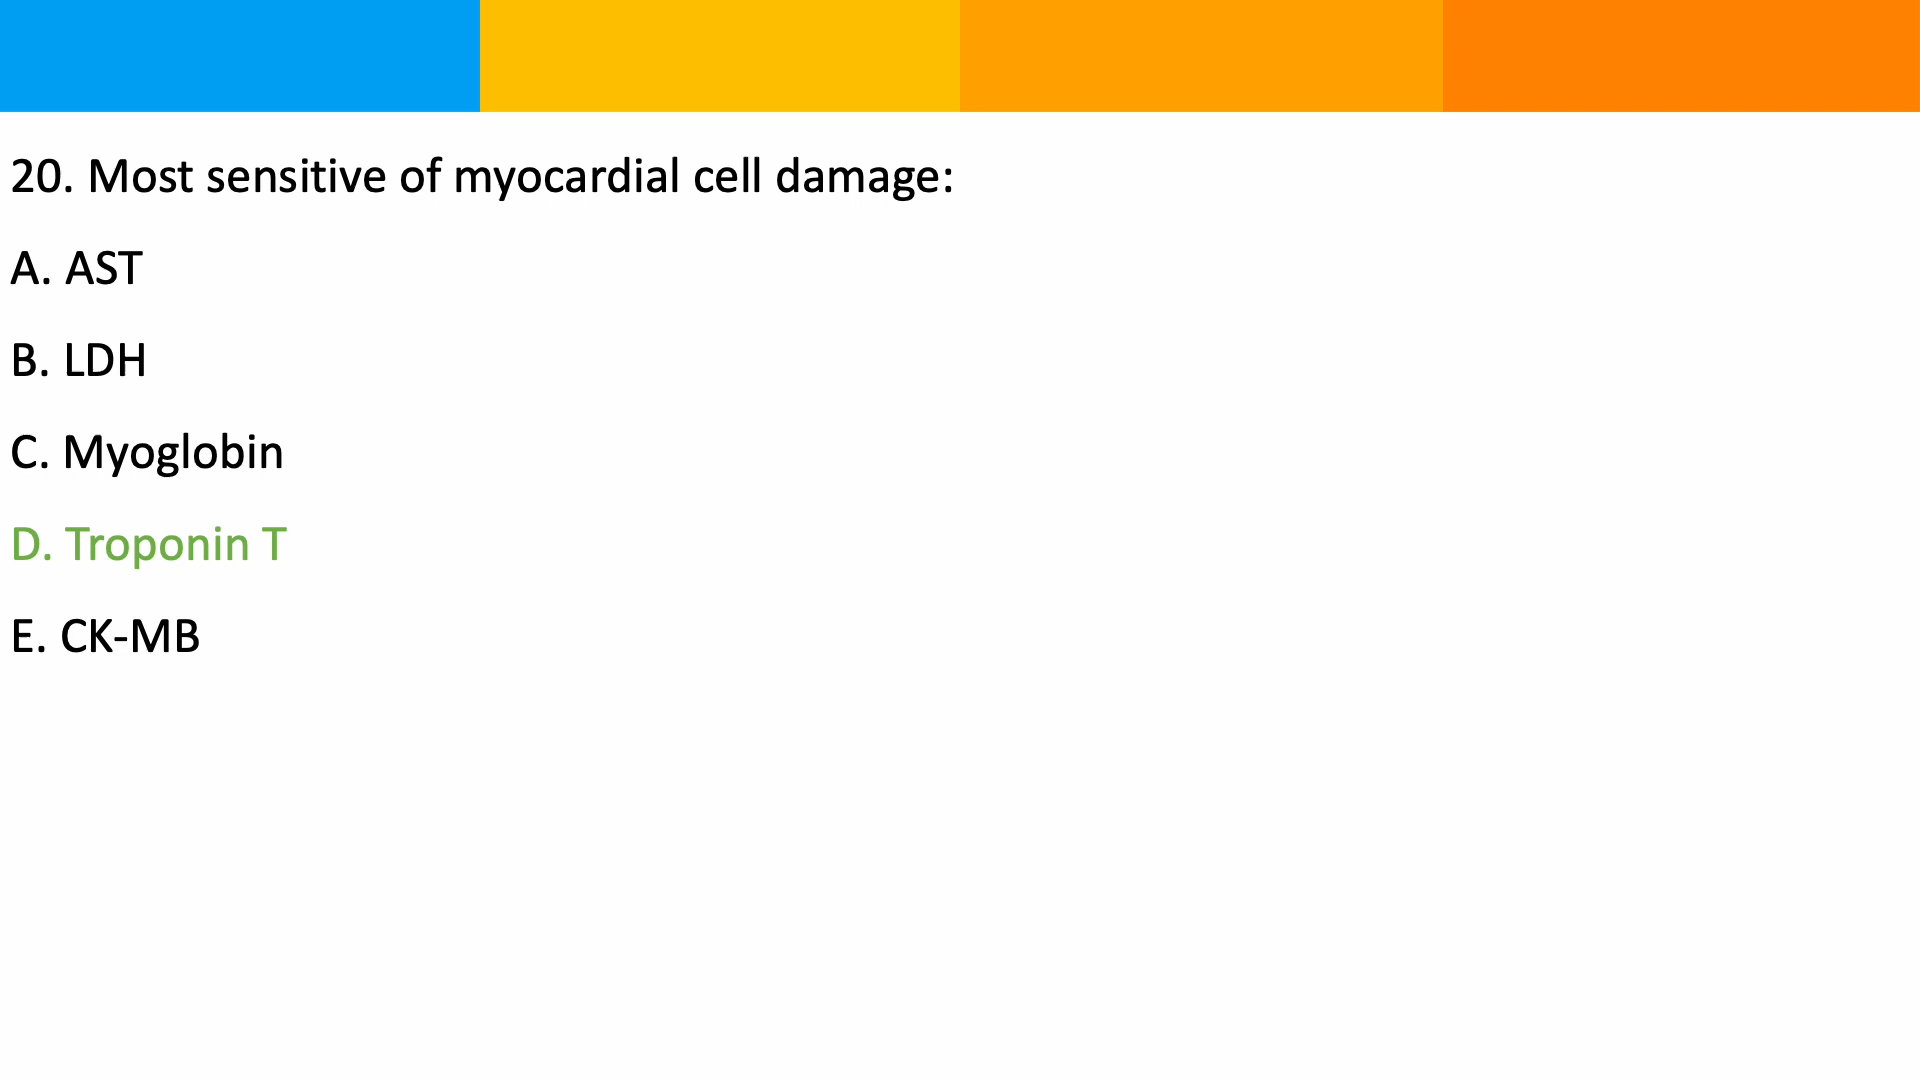 20. Most sensitive of myocardial cell damage:
A. AST
B. LDH
C. Myoglobin
D. Troponin T
E. CK-MB